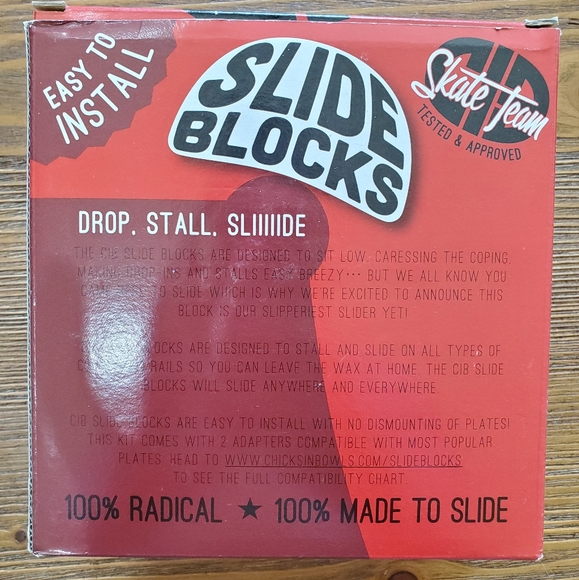 EASY TO
INSTALL
SLIDE
BLOCKS
CIB
Skate Team
TESTED & APPROVED
DROP, STALL, SLIIIIIDE
THE CIB SLIDE BLOCKS ARE DESIGNED TO SIT LOW, CARESSING THE COPING,
MAKING DROP-INS AND STALLS EASY BREEZY... BUT WE ALL KNOW YOU
TO SLIDE WHICH IS WHY WE'RE EXCITED TO ANNOUNCE THIS
BLOCK IS OUR SLIPPERIEST SLIDER YET!
BLOCKS ARE DESIGNED TO STALL AND SLIDE ON ALL TYPES OF
RAILS SO YOU CAN LEAVE THE WAX AT HOME. THE CIB SLIDE
BLOCKS WILL SLIDE ANYWHERE AND EVERYWHERE.
CIB SLIDE BLOCKS ARE EASY TO INSTALL WITH NO DISMOUNTING OF PLATES!
THIS KIT COMES WITH 2 ADAPTERS COMPATIBLE WITH MOST POPULAR
PLATES. HEAD TO WWW.CHICKSINBOWLS.COM/SLIDEBLOCKS
TO SEE THE FULL COMPATIBILITY CHART
100% RADICAL ★ 100% MADE TO SLIDE